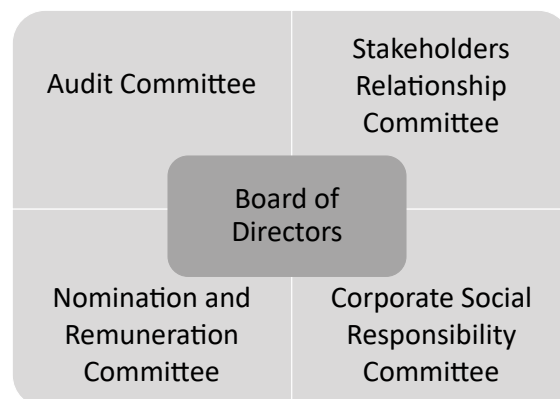 Audit Committee
Stakeholders
Relationship
Committee
Board of
Directors
Nomination and
Remuneration
Committee
Corporate Social
Responsibility
Committee